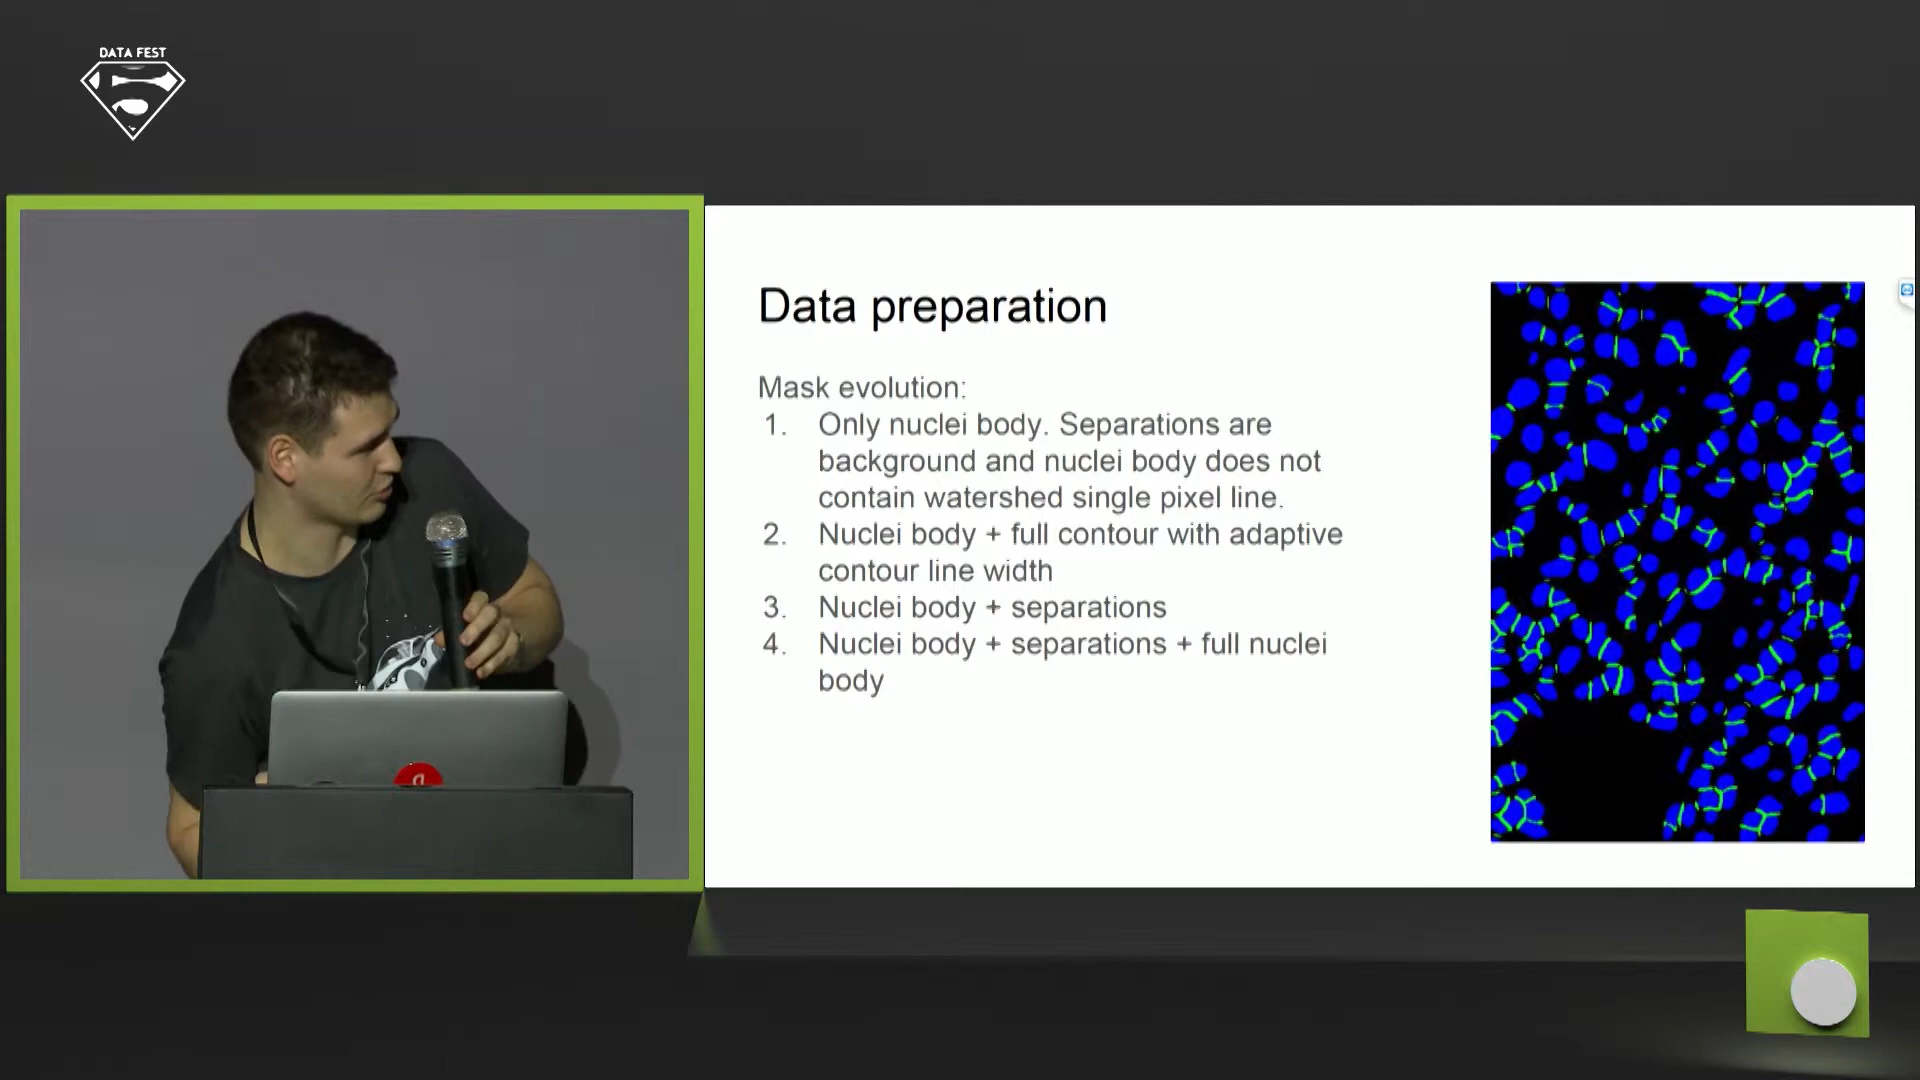 DATA FEST
Data preparation
Mask evolution:
1. Only nuclei body. Separations are
background and nuclei body does not
contain watershed single pixel line.
2. Nuclei body + full contour with adaptive
contour line width
3. Nuclei body + separations
4. Nuclei body + separations + full nuclei
body